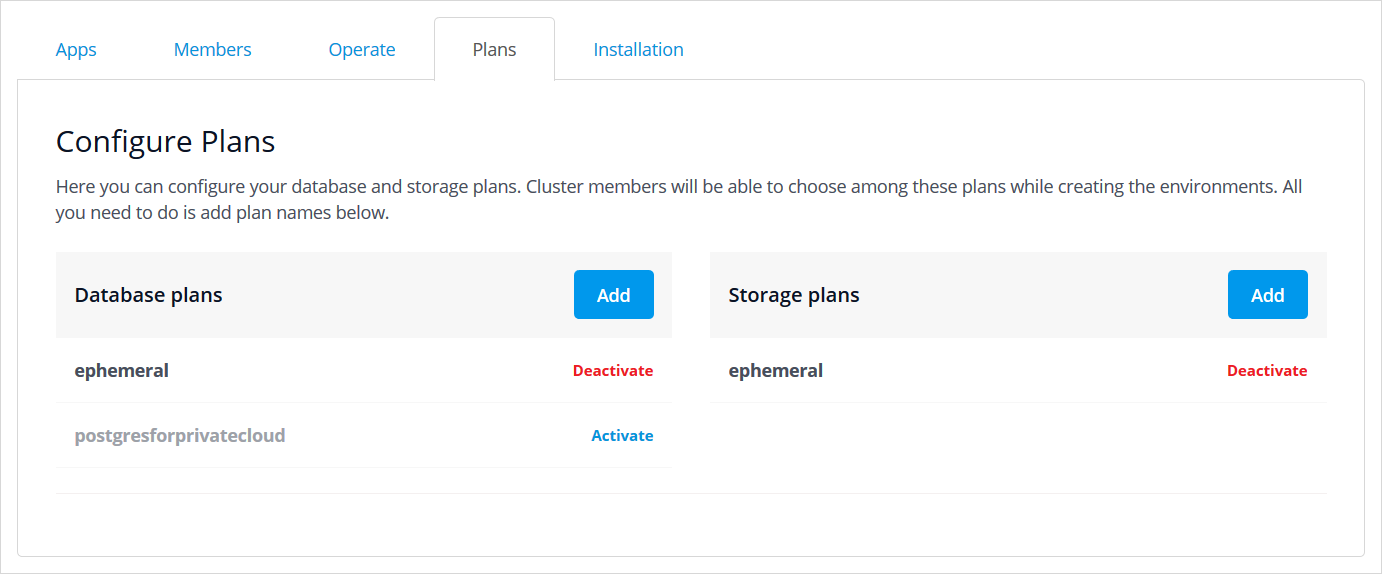 Apps
Members
Operate
Plans
Installation
Configure Plans
Here you can configure your database and storage plans. Cluster members will be able to choose among these plans while creating the environments. All
you need to do is add plan names below.
Database plans
Add
ephemeral
Deactivate
postgresforprivatecloud
Activate
Storage plans
Add
ephemeral
Deactivate